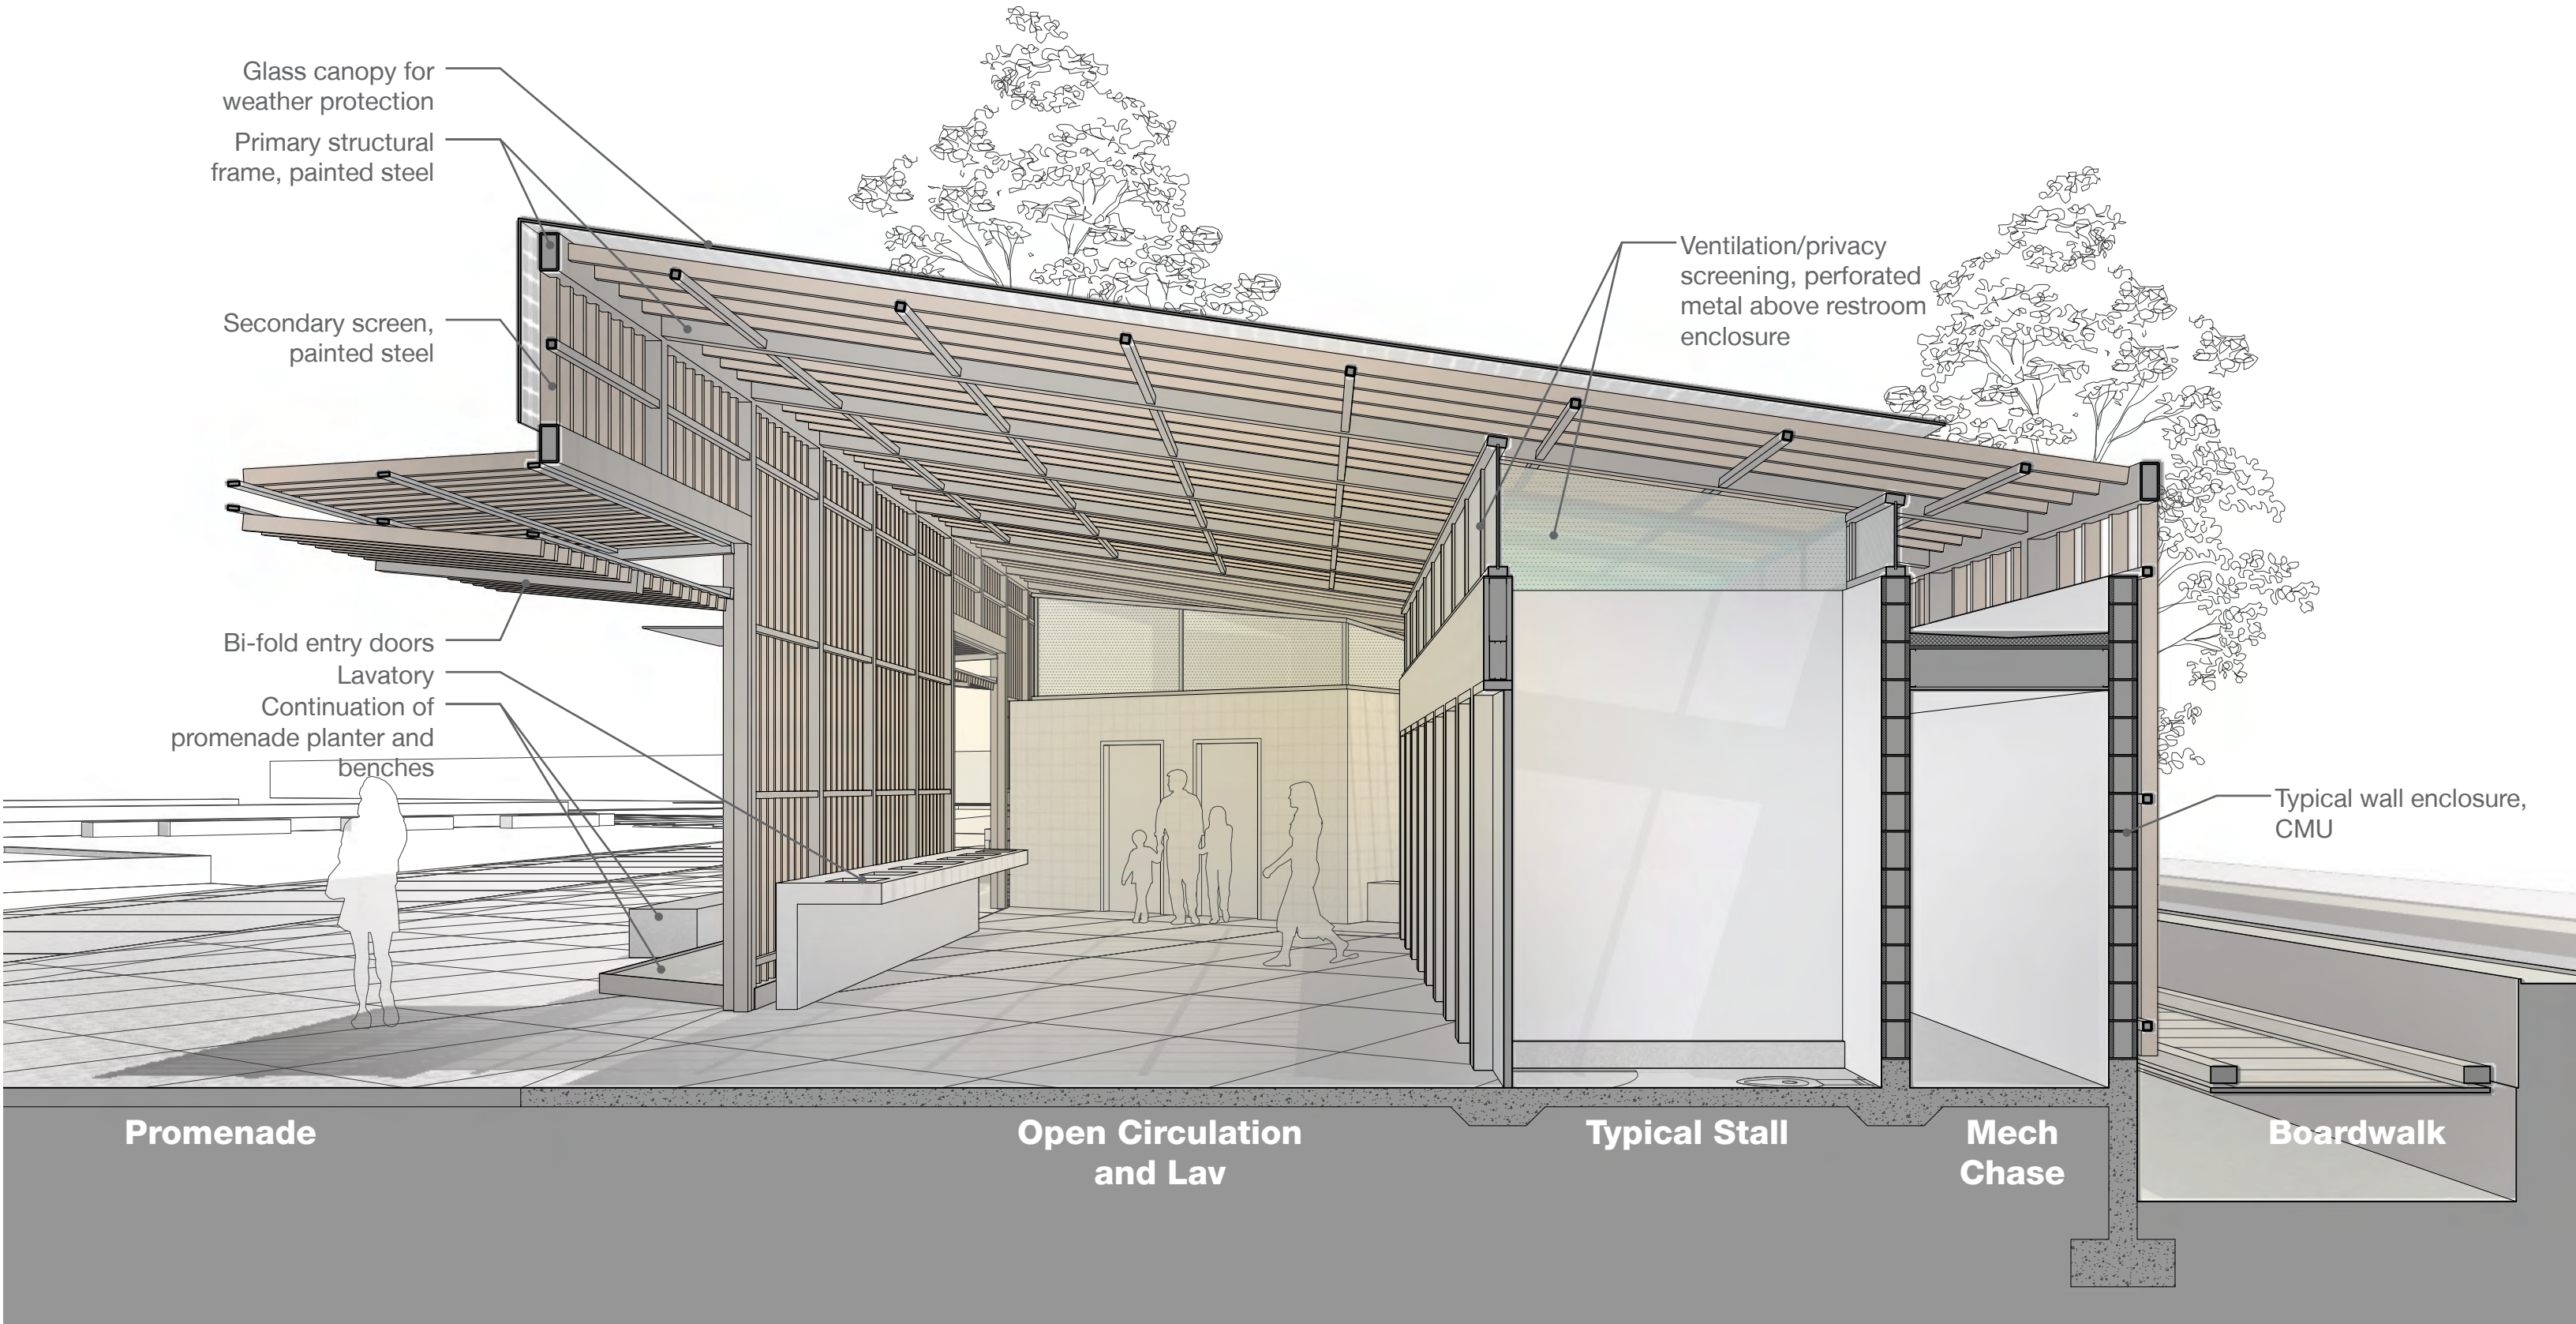 Glass canopy for
weather protection
Primary structural
frame, painted steel
Secondary screen,
painted steel
Bi-fold entry doors
Lavatory
Continuation of
promenade planter and
benches
Ventilation/privacy
screening, perforated
metal above restroom
enclosure
Typical wall enclosure,
CMU
Promenade
Open Circulation
and Lav
Typical Stall
Mech
Chase
Boardwalk